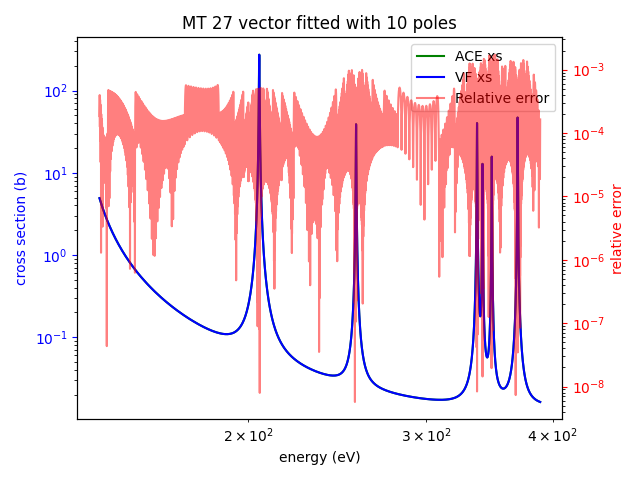 MT 27 vector fitted with 10 poles
ACE xs
VF xs
Relative error
cross section (b)
10²
10¹
10⁰
10⁻¹
10⁻³
10⁻⁴
10⁻⁵
10⁻⁶
10⁻⁷
10⁻⁸
relative error
2 × 10² 3 × 10² 4 × 10²
energy (eV)